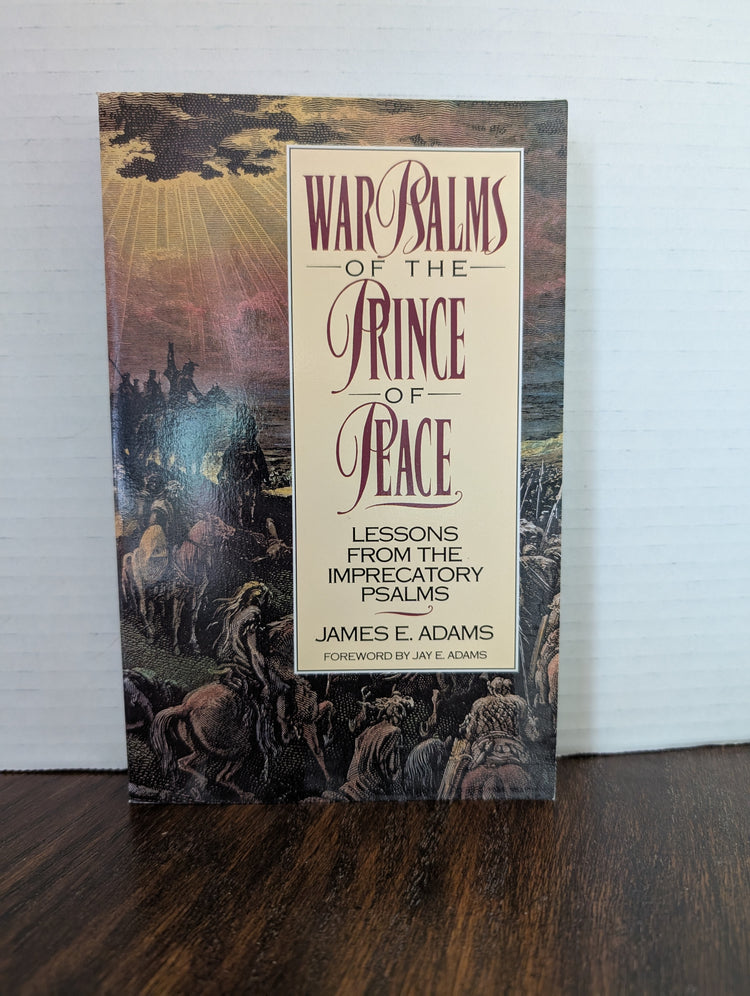 WAR PSALMS
OF THE
PRINCE
OF
PEACE
LESSONS
FROM THE
IMPRECATORY
PSALMS
JAMES E. ADAMS
FOREWORD BY JAY E. ADAMS